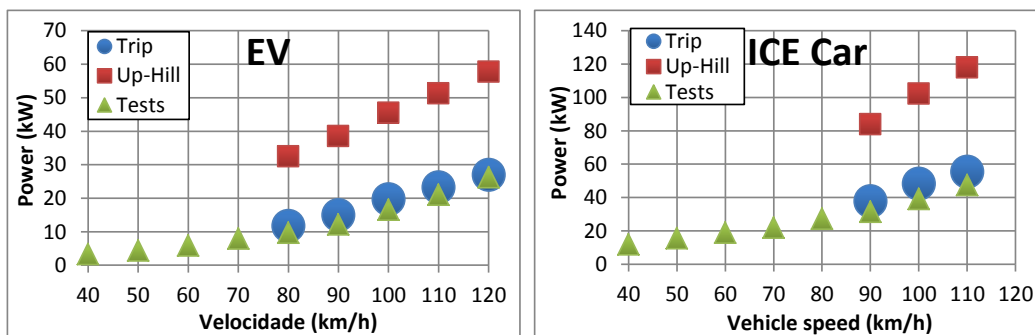 EV
Trip
Up-Hill
Tests
Power (kW)
70
60
50
40
30
20
10
0
40 50 60 70 80 90 100 110 120
Velocidade (km/h)
ICE Car
Trip
Up-Hill
Tests
Power (kW)
140
120
100
80
60
40
20
0
40 50 60 70 80 90 100 110 120
Vehicle speed (km/h)